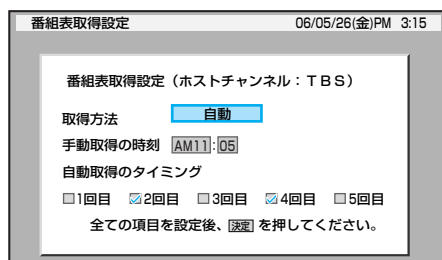 番組表取得設定 06/05/26(金)PM 3:15
番組表取得設定（ホストチャンネル：ＴＢＳ）
取得方法 自動
手動取得の時刻 AM11:05
自動取得のタイミング
1回目 2回目 3回目 4回目 5回目
全ての項目を設定後、決定 を押してください。